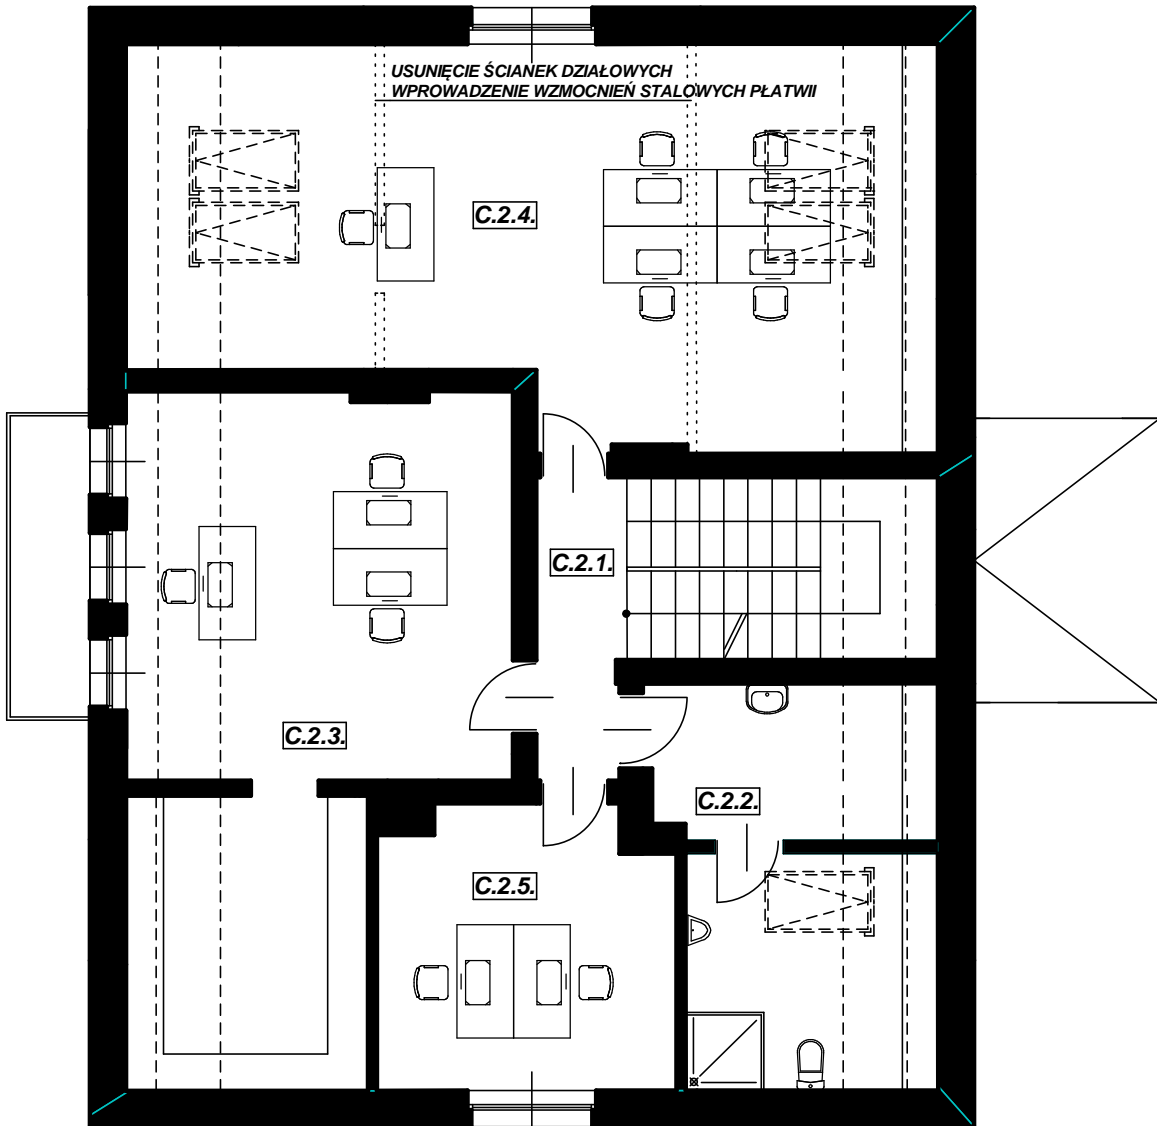 USUNIĘCIE ŚCIANEK DZIAŁOWYCH
WPROWADZENIE WZMOCNIEŃ STALOWYCH PŁATWII
C.2.4.
C.2.1.
C.2.3.
C.2.2.
C.2.5.